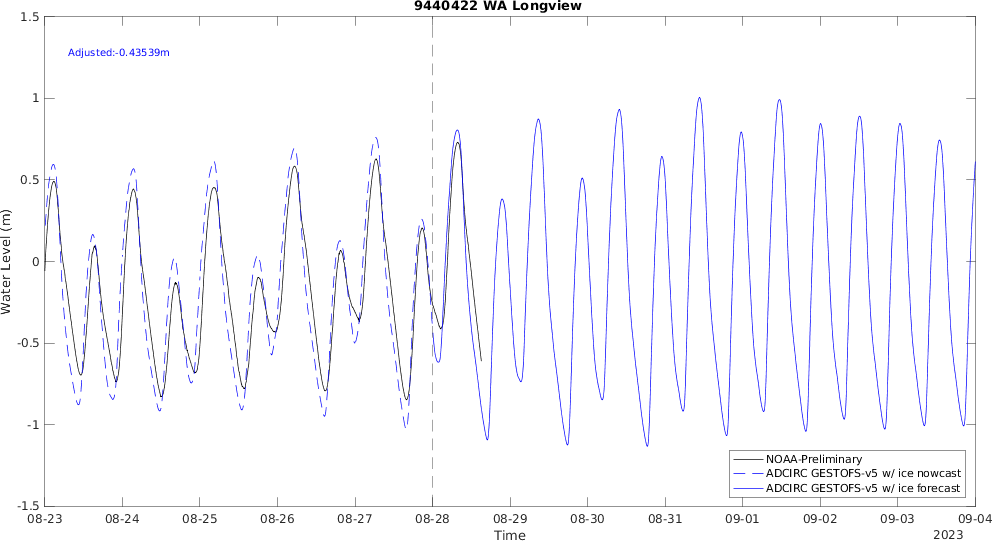 9440422 WA Longview
Adjusted:-0.43539m
Water Level (m)
1.5
1
0.5
0
-0.5
-1
-1.5
08-23 08-24 08-25 08-26 08-27 08-28 08-29 08-30 08-31 09-01 09-02 09-03 09-04
Time
2023
NOAA-Preliminary
ADCIRC GESTOFS-v5 w/ ice nowcast
ADCIRC GESTOFS-v5 w/ ice forecast